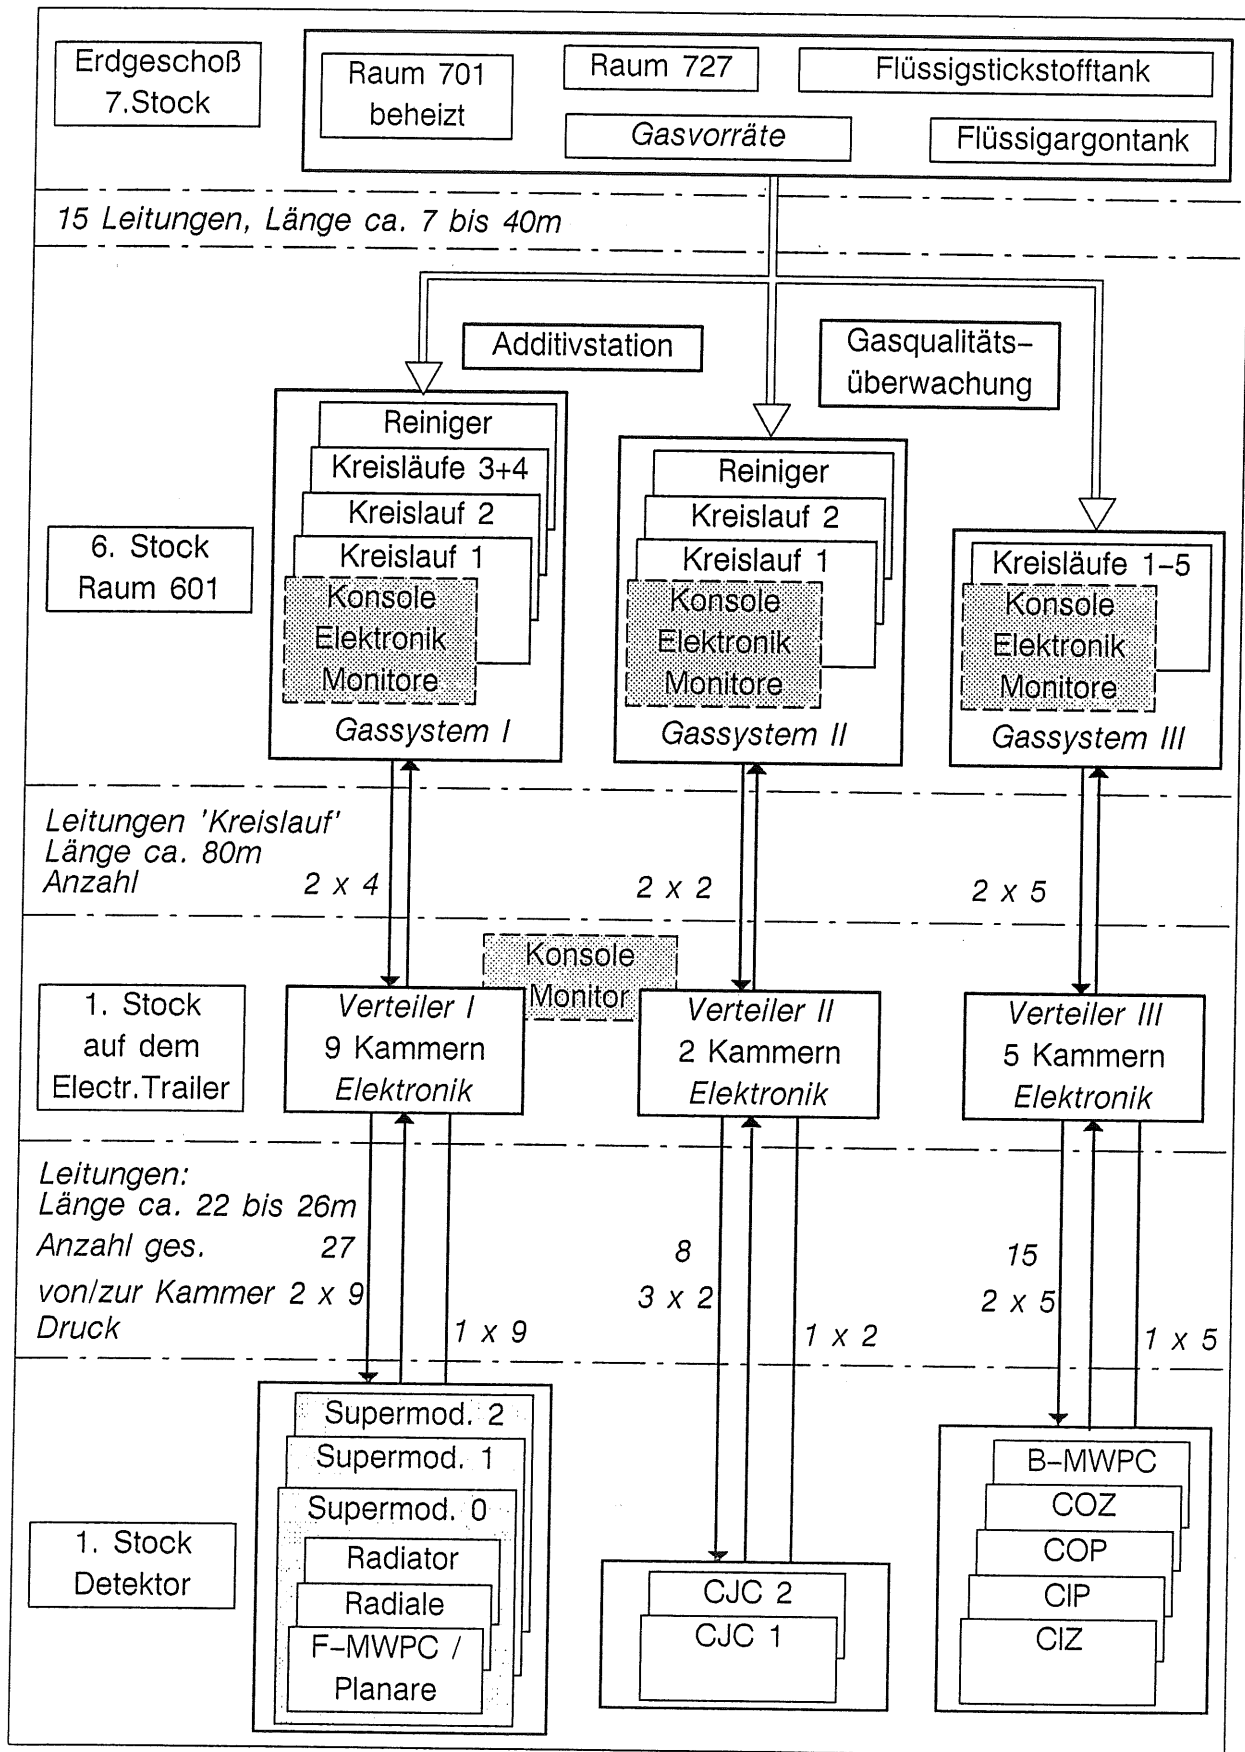 Erdgeschoß
7.Stock
Raum 701
beheizt
Raum 727
Flüssigstickstofftank
Gasvorräte
Flüssigargontank
15 Leitungen, Länge ca. 7 bis 40m
Additivstation
Gasqualitäts–
überwachung
6. Stock
Raum 601
Reiniger
Kreisläufe 3+4
Kreislauf 2
Kreislauf 1
Konsole
Elektronik
Monitore
Gassystem I
Reiniger
Kreislauf 2
Kreislauf 1
Konsole
Elektronik
Monitore
Gassystem II
Kreisläufe 1–5
Konsole
Elektronik
Monitore
Gassystem III
Leitungen 'Kreislauf'
Länge ca. 80m
Anzahl 2 x 4 2 x 2 2 x 5
Konsole
Monitor
1. Stock
auf dem
Electr.Trailer
Verteiler I
9 Kammern
Elektronik
Verteiler II
2 Kammern
Elektronik
Verteiler III
5 Kammern
Elektronik
Leitungen:
Länge ca. 22 bis 26m
Anzahl ges. 27 8 15
von/zur Kammer 2 x 9 3 x 2 2 x 5
Druck 1 x 9 1 x 2 1 x 5
1. Stock
Detektor
Supermod. 2
Supermod. 1
Supermod. 0
Radiator
Radiale
F–MWPC /
Planare
CJC 2
CJC 1
B–MWPC
COZ
COP
CIP
CIZ